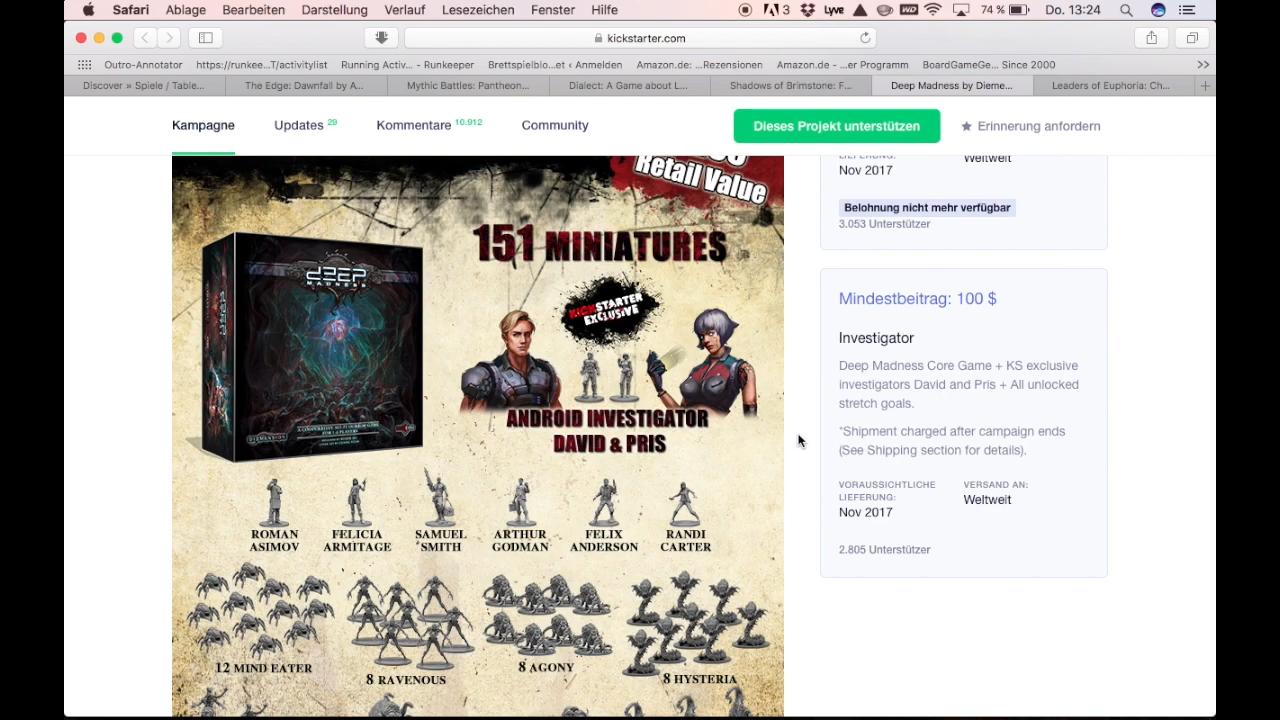 Safari Ablage Bearbeiten Darstellung Verlauf Lesezeichen Fenster Hilfe 3 Lyve WD 74 % Do. 13:24
kickstarter.com
Outro-Annotator https://runkee...T/activitylist Running Activ... - Runkeeper Brettspielblo...et ‹ Anmelden Amazon.de: ...Rezensionen Amazon.de - ...er Programm BoardGameGe... Since 2000
Discover » Spiele / Table... The Edge: Dawnfall by A... Mythic Battles: Pantheon... Dialect: A Game about L... Shadows of Brimstone: F... Deep Madness by Dieme... Leaders of Euphoria: Ch...
Kampagne Updates 29 Kommentare 10.912 Community Dieses Projekt unterstützen Erinnerung anfordern
Retail Value
151 MINIATURES
DEEP
MADNESS
KICKSTARTER
EXCLUSIVE
ANDROID INVESTIGATOR
DAVID & PRIS
ROMAN
ASIMOV
FELICIA
ARMITAGE
SAMUEL
SMITH
ARTHUR
GODMAN
FELIX
ANDERSON
RANDI
CARTER
12 MIND EATER
8 RAVENOUS
8 AGONY
8 HYSTERIA
LIEFERUNG:
Weltweit
Nov 2017
Belohnung nicht mehr verfügbar
3.053 Unterstützer
Mindestbeitrag: 100 $
Investigator
Deep Madness Core Game + KS exclusive
investigators David and Pris + All unlocked
stretch goals.
*Shipment charged after campaign ends
(See Shipping section for details).
VORAUSSICHTLICHE
LIEFERUNG:
Nov 2017
VERSAND AN:
Weltweit
2.805 Unterstützer